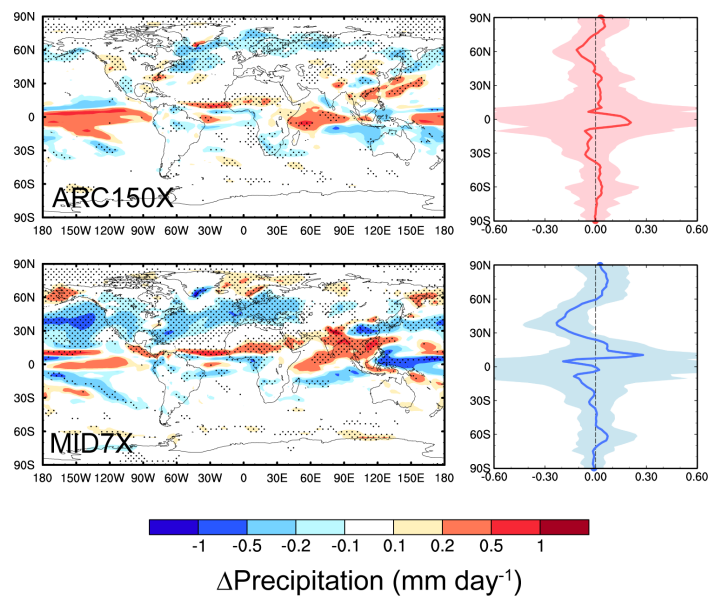 90N
60N
30N
0
30S
60S
90S
ARC150X
180 150W 120W 90W 60W 30W 0 30E 60E 90E 120E 150E 180
90N
60N
30N
0
30S
60S
90S
-0.60 -0.30 0.00 0.30 0.60
90N
60N
30N
0
30S
60S
90S
MID7X
180 150W 120W 90W 60W 30W 0 30E 60E 90E 120E 150E 180
90N
60N
30N
0
30S
60S
90S
-0.60 -0.30 0.00 0.30 0.60
-1 -0.5 -0.2 -0.1 0.1 0.2 0.5 1
ΔPrecipitation (mm day⁻¹)